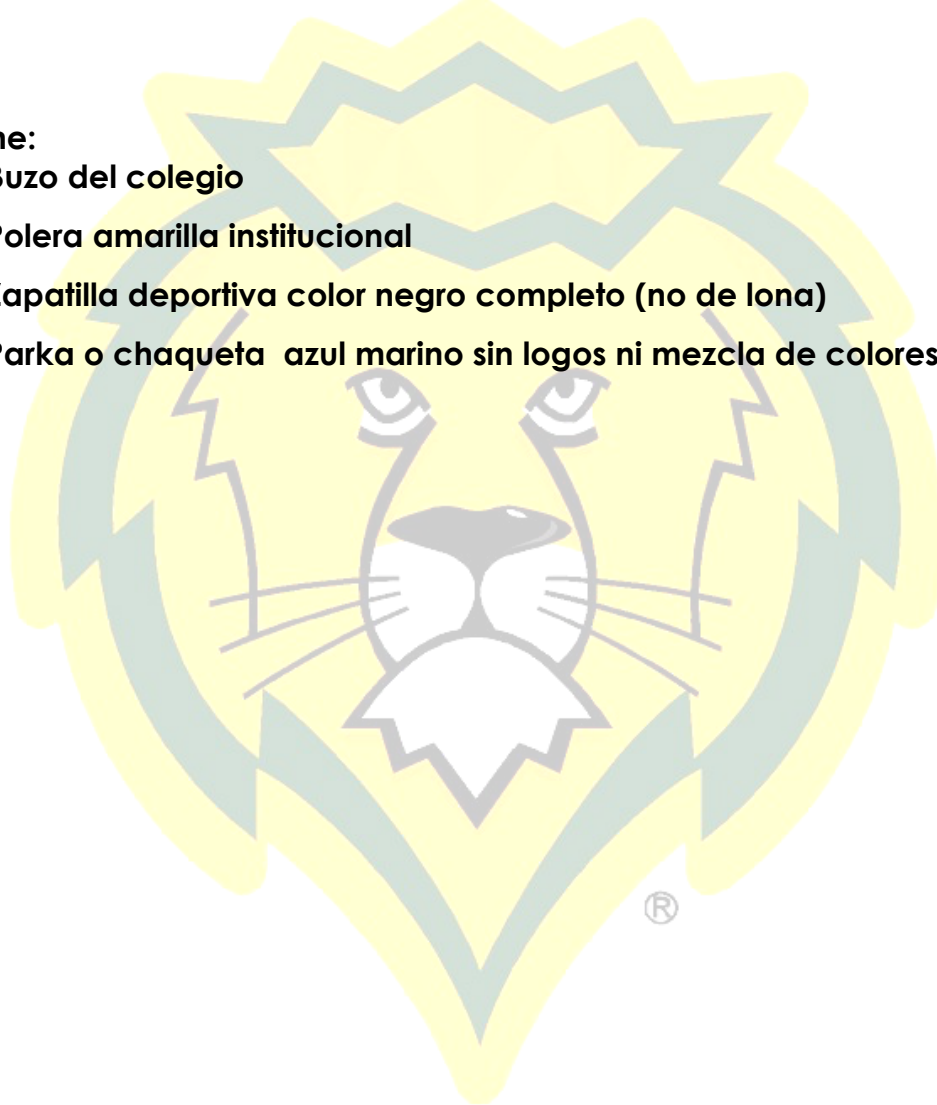 ne:
Buzo del colegio
Polera amarilla institucional
Zapatilla deportiva color negro completo (no de lona)
Parka o chaqueta azul marino sin logos ni mezcla de colores
®